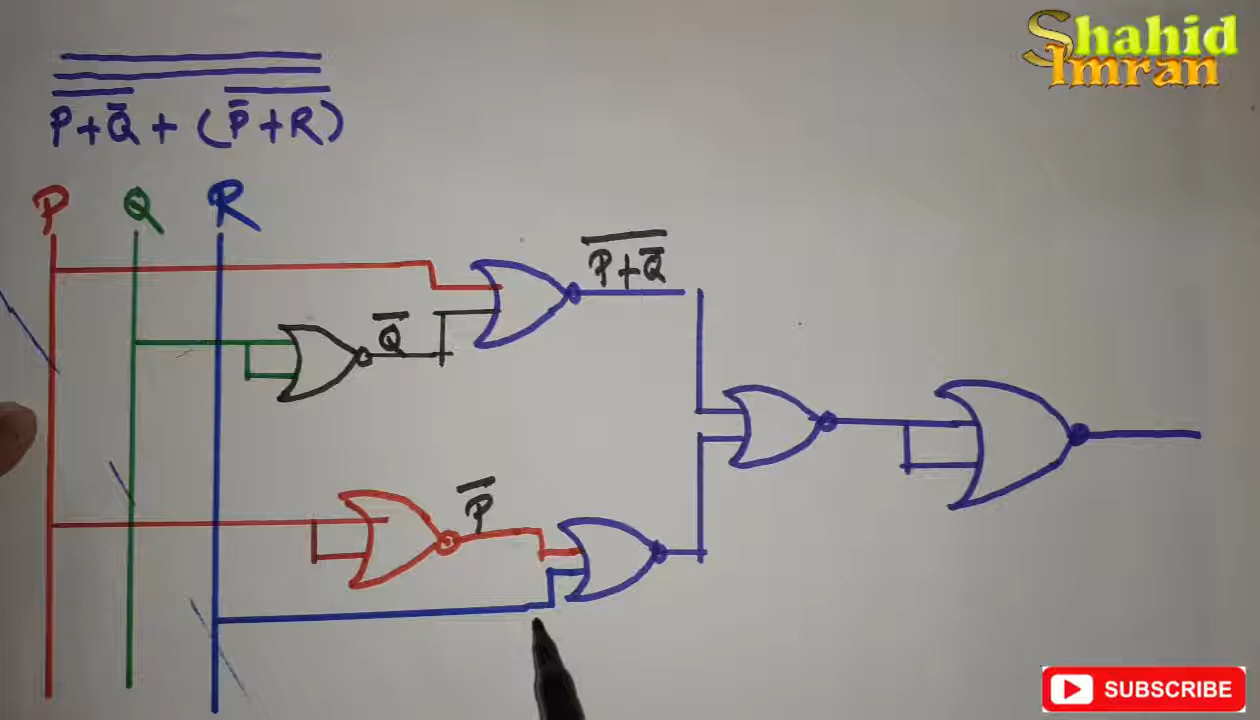 Shahid
Imran
P̅+̅Q̿ + (P̿+̅R̅)
P Q R
P̅+̅Q̿
Q̅
P̅
SUBSCRIBE